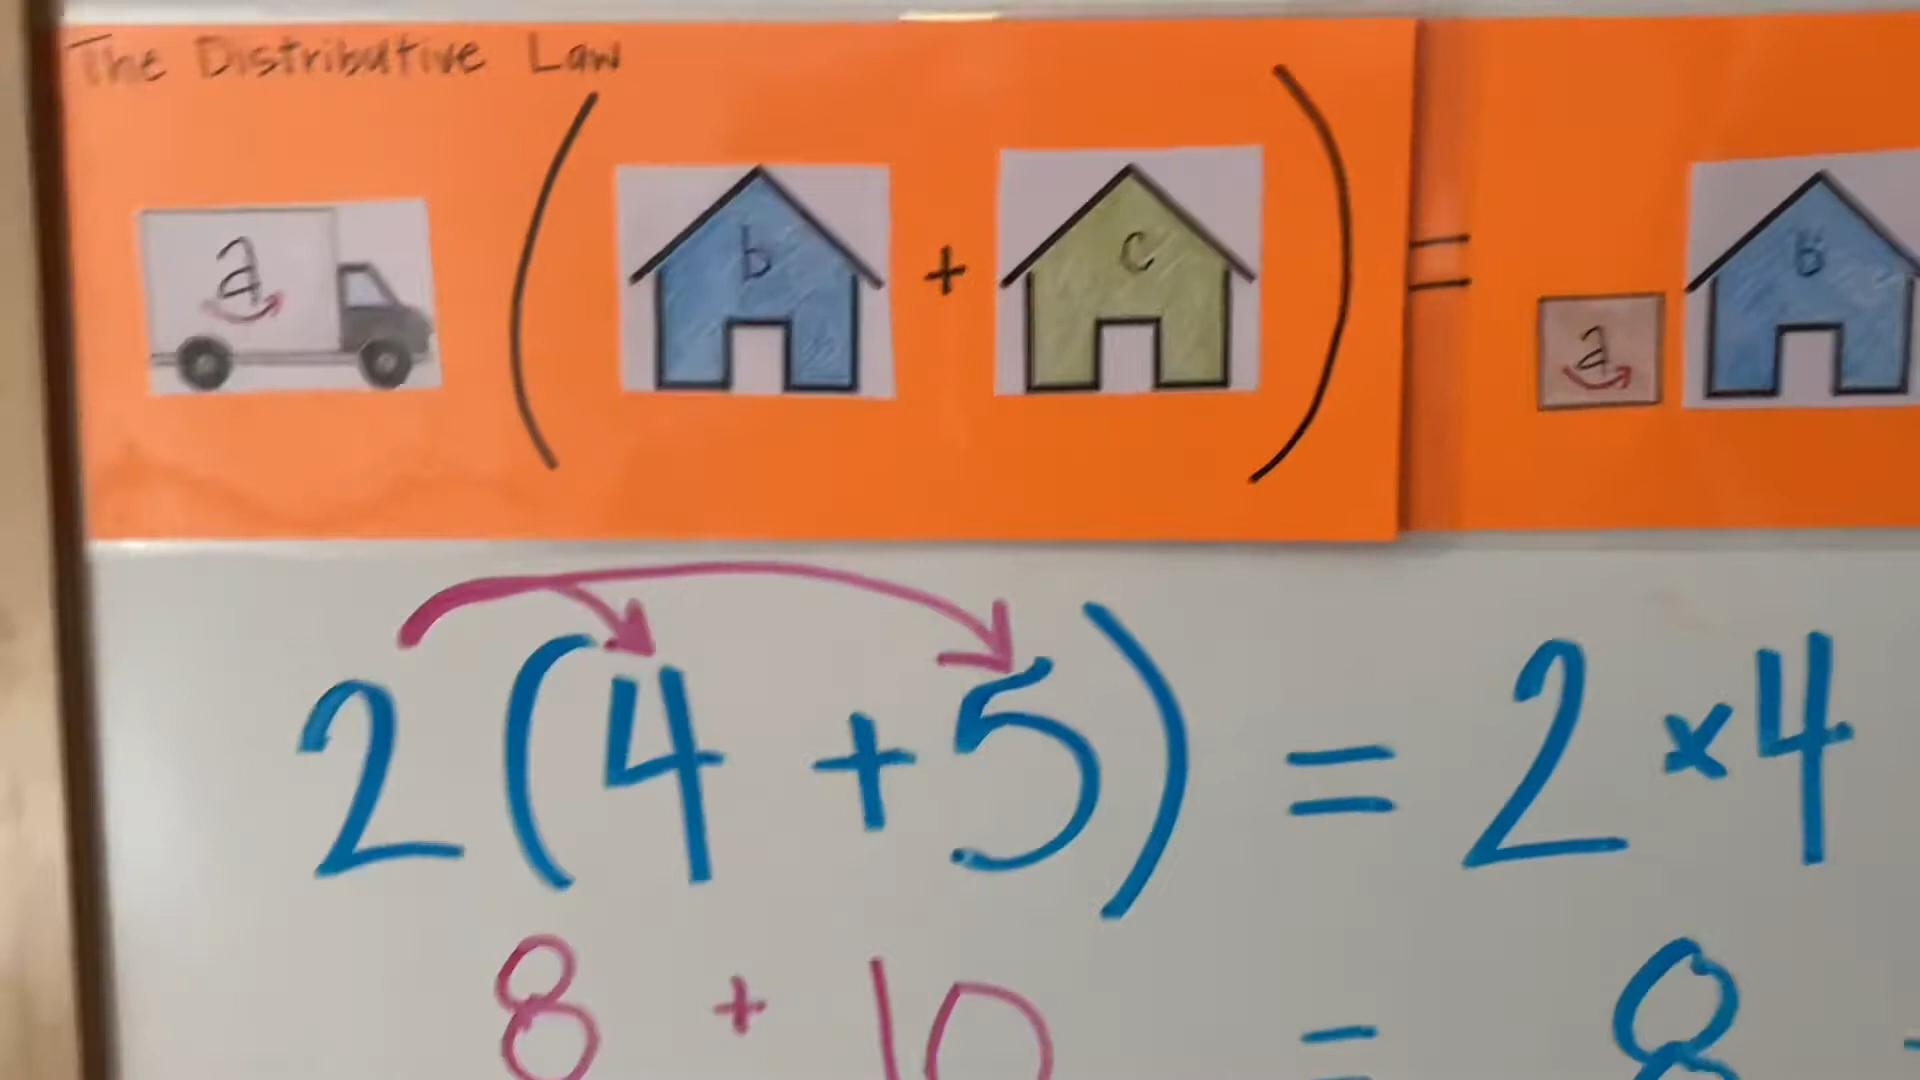 The Distributive Law
a ( b + c ) = a b
2(4+5) = 2×4
8 + 10 = 8